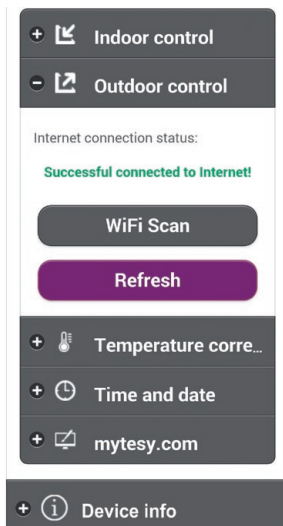 Indoor control
Outdoor control
Internet connection status:
Successful connected to Internet!
WiFi Scan
Refresh
Temperature corre...
Time and date
mytesy.com
Device info